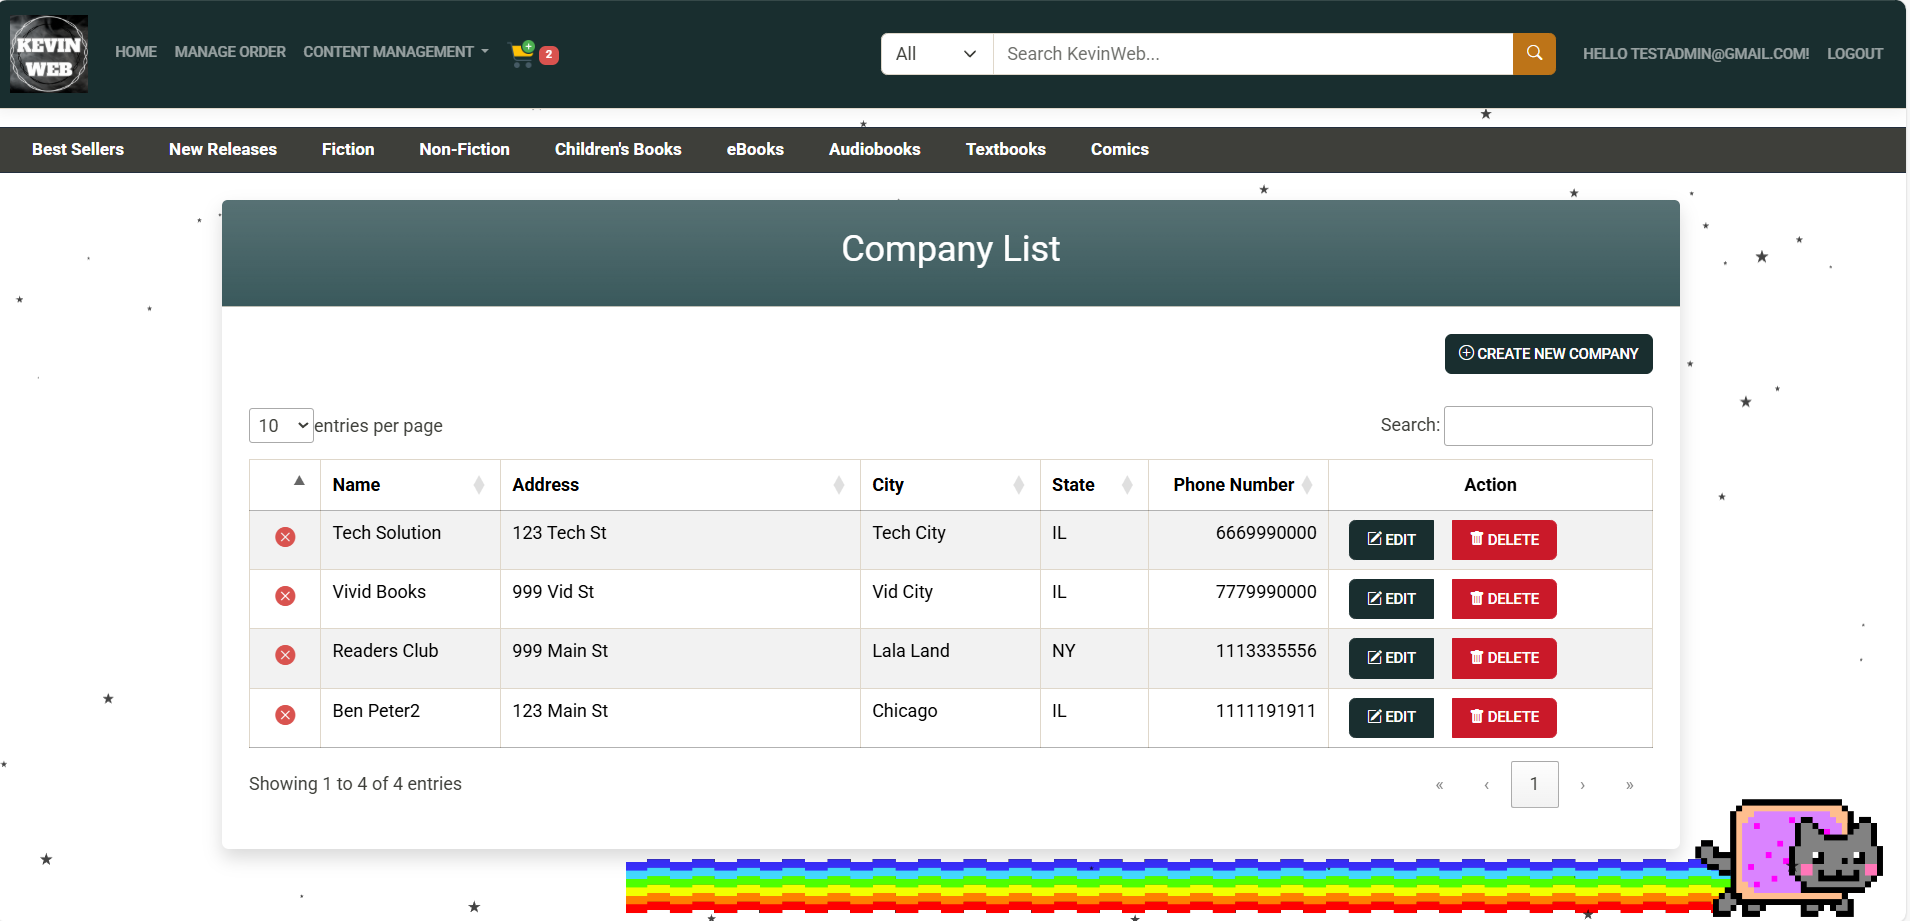 KEVIN
WEB
HOME MANAGE ORDER CONTENT MANAGEMENT 2 All Search KevinWeb... HELLO TESTADMIN@GMAIL.COM! LOGOUT
Best Sellers New Releases Fiction Non-Fiction Children's Books eBooks Audiobooks Textbooks Comics
Company List
CREATE NEW COMPANY
10 entries per page Search:
Name Address City State Phone Number Action
Tech Solution 123 Tech St Tech City IL 6669990000 EDIT DELETE
Vivid Books 999 Vid St Vid City IL 7779990000 EDIT DELETE
Readers Club 999 Main St Lala Land NY 1113335556 EDIT DELETE
Ben Peter2 123 Main St Chicago IL 1111191911 EDIT DELETE
Showing 1 to 4 of 4 entries « ‹ 1 › »